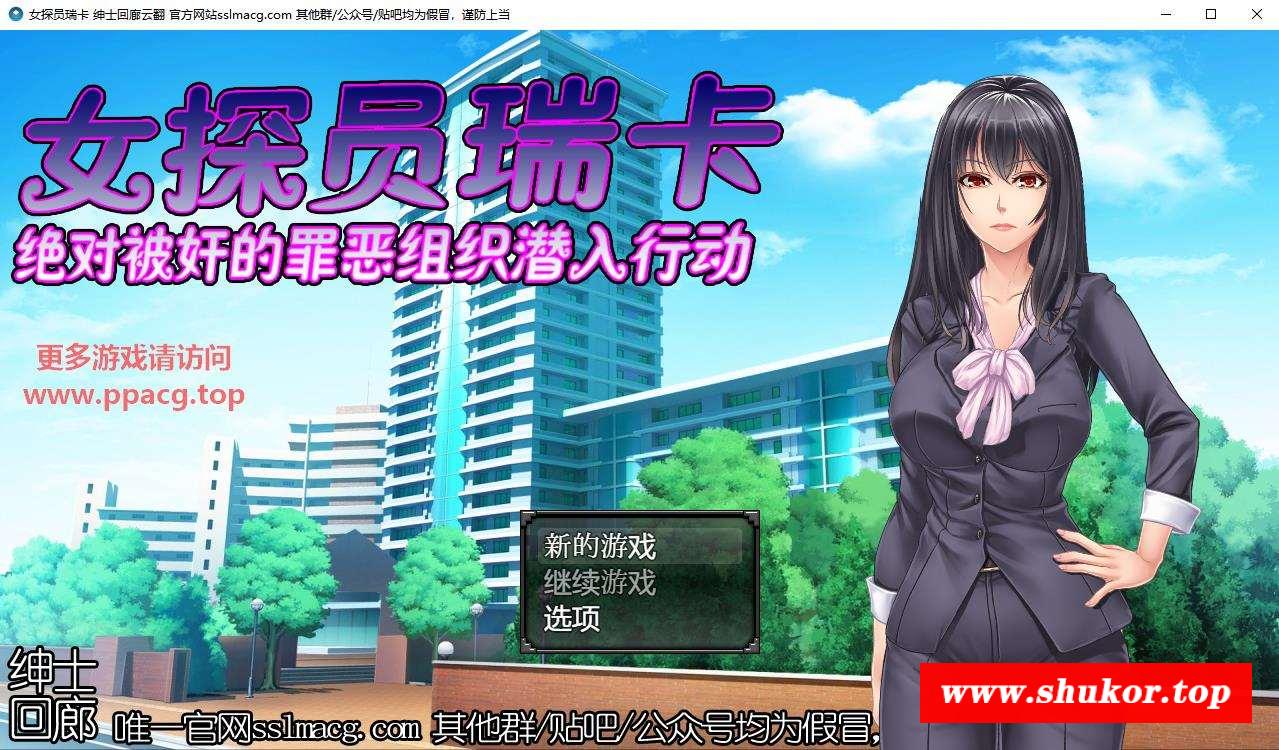 女探员瑞卡 绅士回廊云翻 官方网站sslmacg.com 其他群/公众号/贴吧均为假冒，谨防上当
女探员瑞卡
绝对被奸的罪恶组织潜入行动
更多游戏请访问
www.ppacg.top
新的游戏
继续游戏
选项
绅士
回廊
唯一官网sslmacg.com 其他群/贴吧/公众号均为假冒，
www.shukor.top